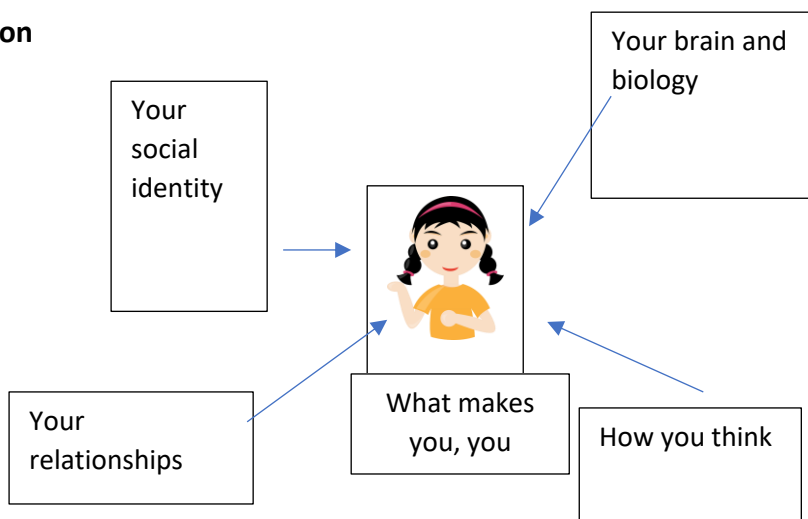 on
Your brain and
biology
Your
social
identity
What makes
you, you
Your
relationships
How you think